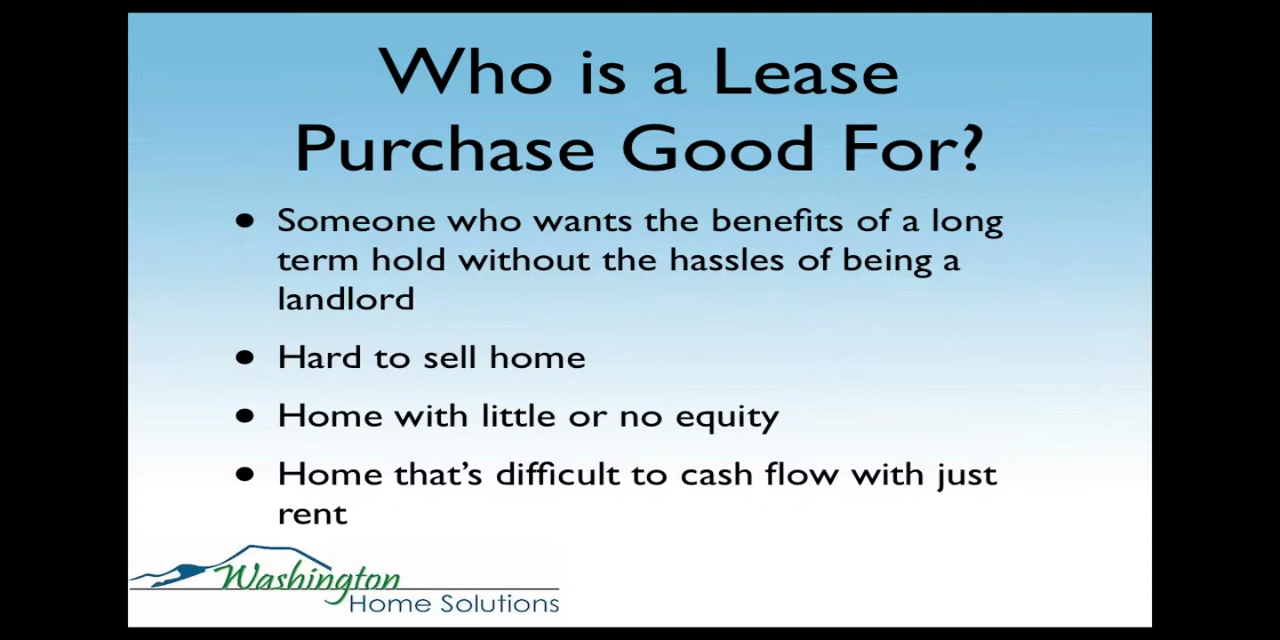 Who is a Lease
Purchase Good For?
• Someone who wants the benefits of a long
term hold without the hassles of being a
landlord
• Hard to sell home
• Home with little or no equity
• Home that's difficult to cash flow with just
rent
Washington
Home Solutions